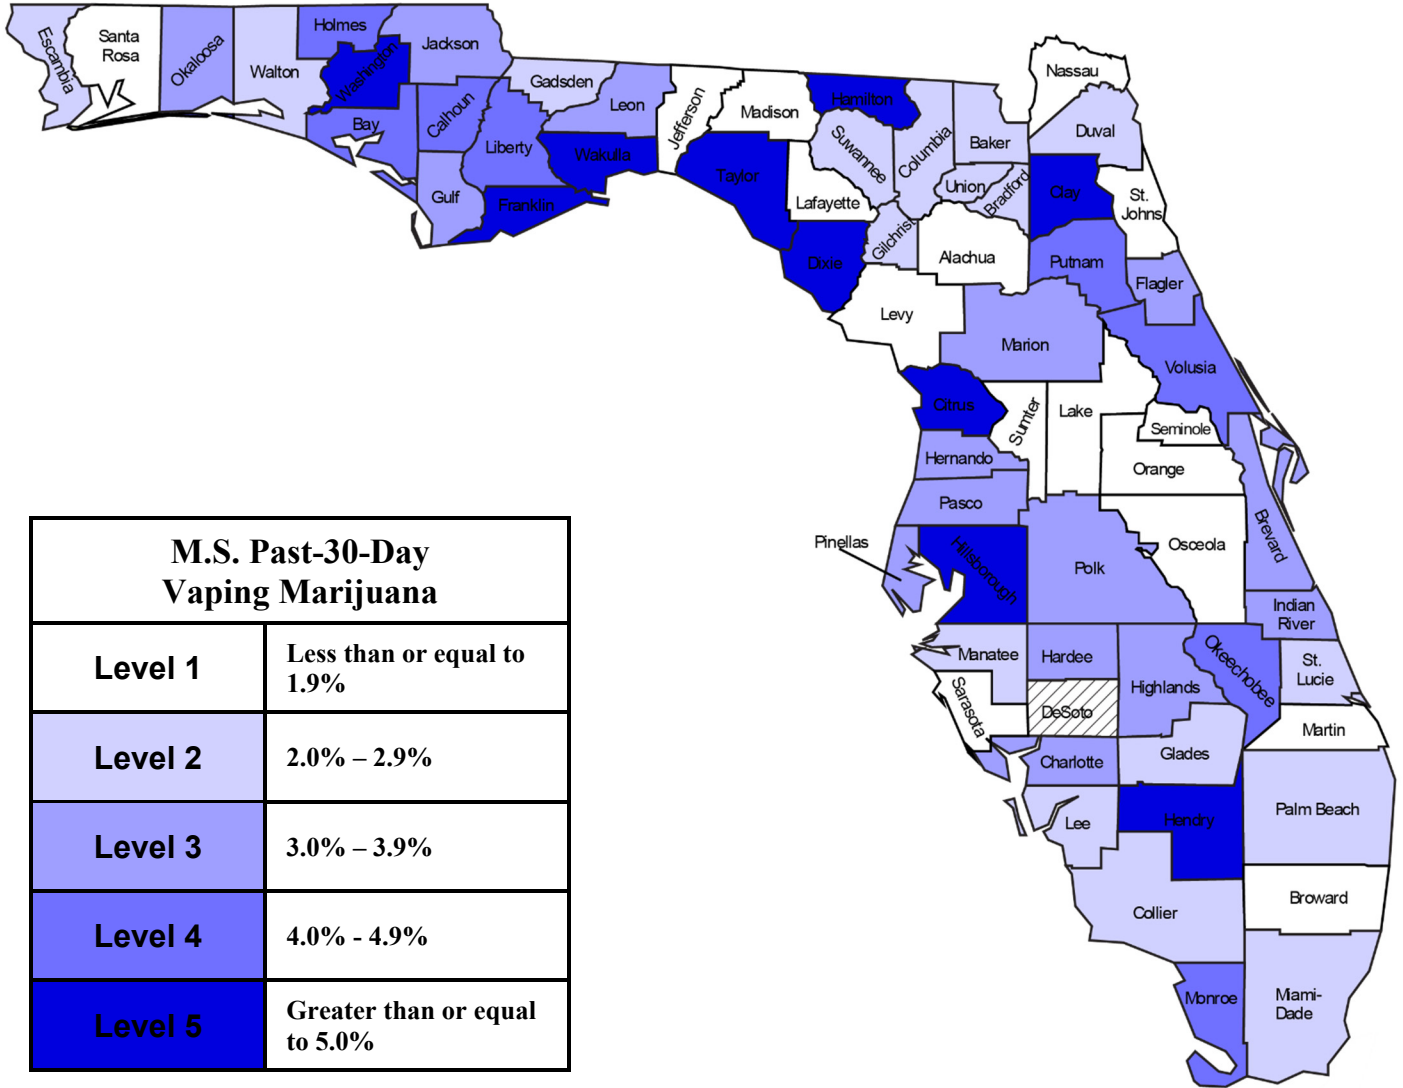 Escambia
Santa
Rosa
Okaloosa
Walton
Holmes
Washington
Jackson
Bay
Calhoun
Gulf
Liberty
Gadsden
Franklin
Leon
Wakulla
Jefferson
Madison
Taylor
Hamilton
Suwannee
Lafayette
Dixie
Columbia
Gilchrist
Baker
Union
Bradford
Nassau
Duval
Clay
St.
Johns
Alachua
Putnam
Flagler
Levy
Marion
Volusia
Citrus
Sumter
Lake
Seminole
Orange
Hernando
Pasco
Pinellas
Hillsborough
Polk
Osceola
Brevard
Indian
River
Manatee
Hardee
Highlands
Okeechobee
St.
Lucie
Sarasota
DeSoto
Martin
Charlotte
Glades
Lee
Hendry
Palm Beach
Collier
Broward
Monroe
Miami-
Dade
M.S. Past-30-Day
Vaping Marijuana
Level 1
Less than or equal to
1.9%
Level 2
2.0% – 2.9%
Level 3
3.0% – 3.9%
Level 4
4.0% - 4.9%
Level 5
Greater than or equal
to 5.0%